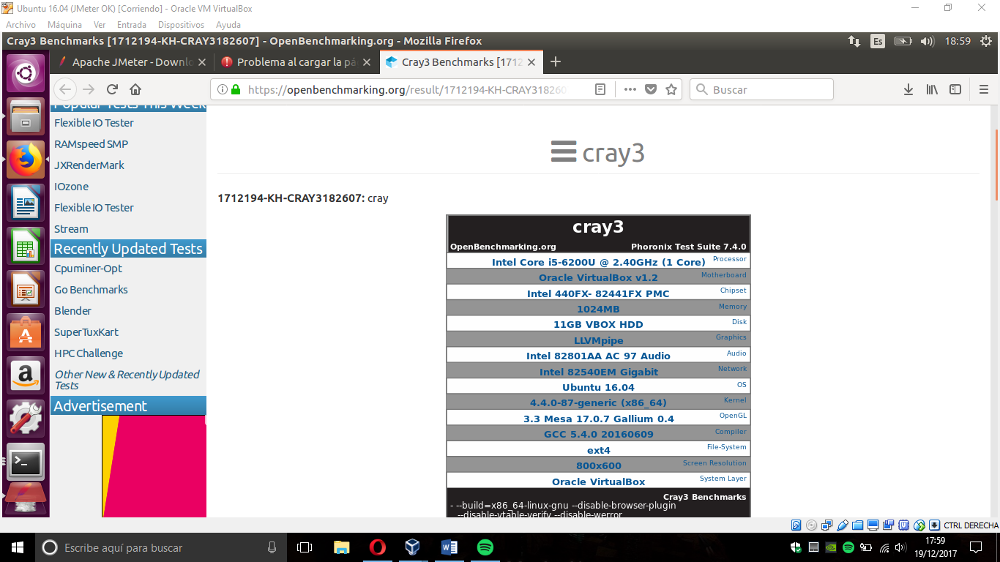 Ubuntu 16.04 (JMeter OK) [Corriendo] - Oracle VM VirtualBox
Archivo Máquina Ver Entrada Dispositivos Ayuda
Cray3 Benchmarks [1712194-KH-CRAY3182607] - OpenBenchmarking.org - Mozilla Firefox
Es
18:59
Apache JMeter - Downlo
Problema al cargar la pá
Cray3 Benchmarks [1712
https://openbenchmarking.org/result/1712194-KH-CRAY318260
Buscar
Popular Tests This Week
Flexible IO Tester
RAMspeed SMP
JXRenderMark
IOzone
Flexible IO Tester
Stream
Recently Updated Tests
Cpuminer-Opt
Go Benchmarks
Blender
SuperTuxKart
HPC Challenge
Other New & Recently Updated
Tests
Advertisement
cray3
1712194-KH-CRAY3182607: cray
cray3
OpenBenchmarking.org Phoronix Test Suite 7.4.0
Intel Core i5-6200U @ 2.40GHz (1 Core) Processor
Oracle VirtualBox v1.2 Motherboard
Intel 440FX- 82441FX PMC Chipset
1024MB Memory
11GB VBOX HDD Disk
LLVMpipe Graphics
Intel 82801AA AC 97 Audio Audio
Intel 82540EM Gigabit Network
Ubuntu 16.04 OS
4.4.0-87-generic (x86_64) Kernel
3.3 Mesa 17.0.7 Gallium 0.4 OpenGL
GCC 5.4.0 20160609 Compiler
ext4 File-System
800x600 Screen Resolution
Oracle VirtualBox System Layer
Cray3 Benchmarks
- --build=x86_64-linux-gnu --disable-browser-plugin
--disable-vtable-verify --disable-werror
CTRL DERECHA
Escribe aquí para buscar
17:59
19/12/2017